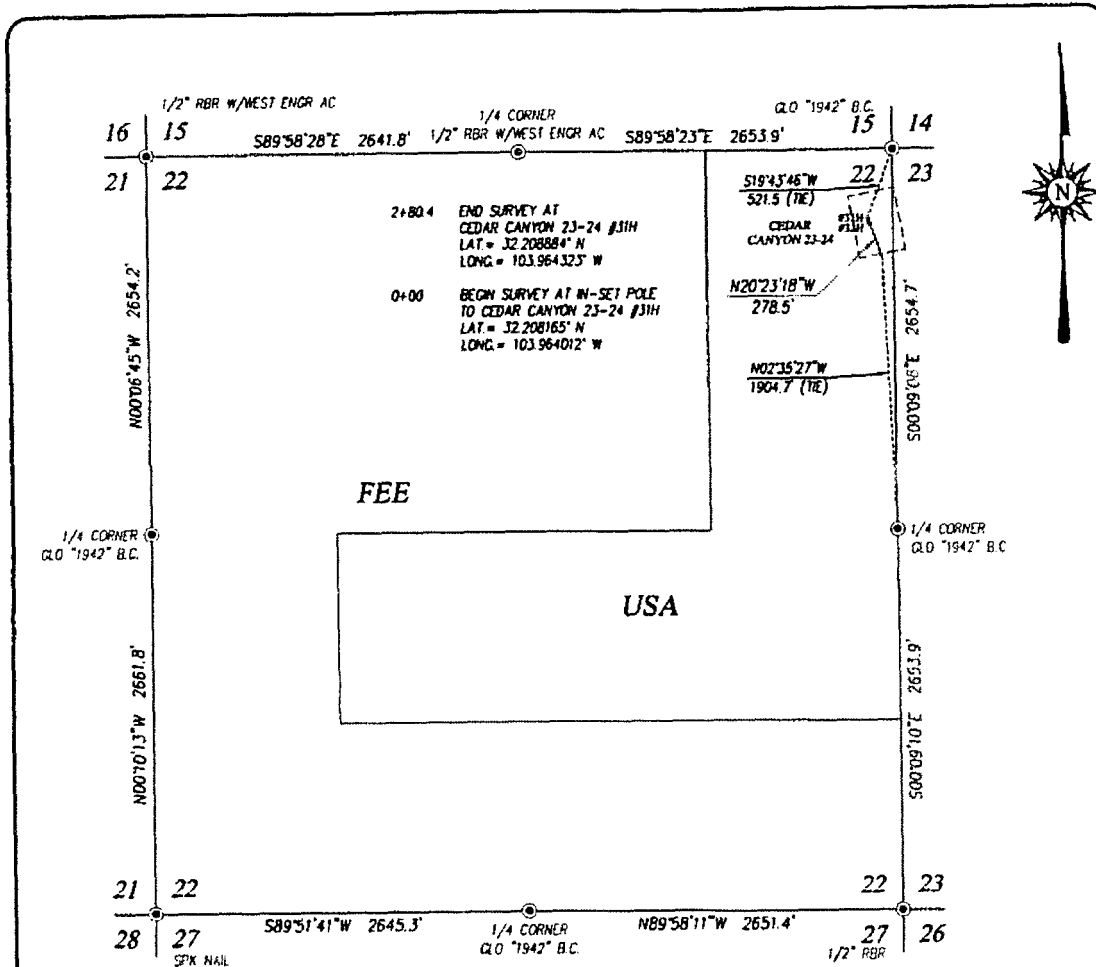 1/2" RBR W/WEST ENGR AC
1/4 CORNER
1/2" RBR W/WEST ENGR AC
GLO "1942" B.C.
16 15
15 14
S89°58'28"E 2641.8'
S89°58'23"E 2653.9'
21 22
22 23
S19°43'46"W
521.5 (TIE)
CEDAR
CANYON 23-24
#31H
N20°23'18"W
278.5'
N02°35'27"W
1904.7' (TIE)
N
2+80.4 END SURVEY AT
CEDAR CANYON 23-24 #31H
LAT.= 32.208884° N
LONG.= 103.964323° W
0+00 BEGIN SURVEY AT IN-SET POLE
TO CEDAR CANYON 23-24 #31H
LAT.= 32.208165° N
LONG.= 103.964012° W
N00°06'45"W 2654.2'
S00°09'08"E 2654.7'
FEE
1/4 CORNER
GLO "1942" B.C.
1/4 CORNER
GLO "1942" B.C
USA
N00°10'13"W 2661.8'
S00°09'10"E 2653.9'
21 22
22 23
S89°51'41"W 2645.3'
N89°58'11"W 2651.4'
28 27
1/4 CORNER
GLO "1942" B.C.
27 26
SPK NAIL
1/2" RBR